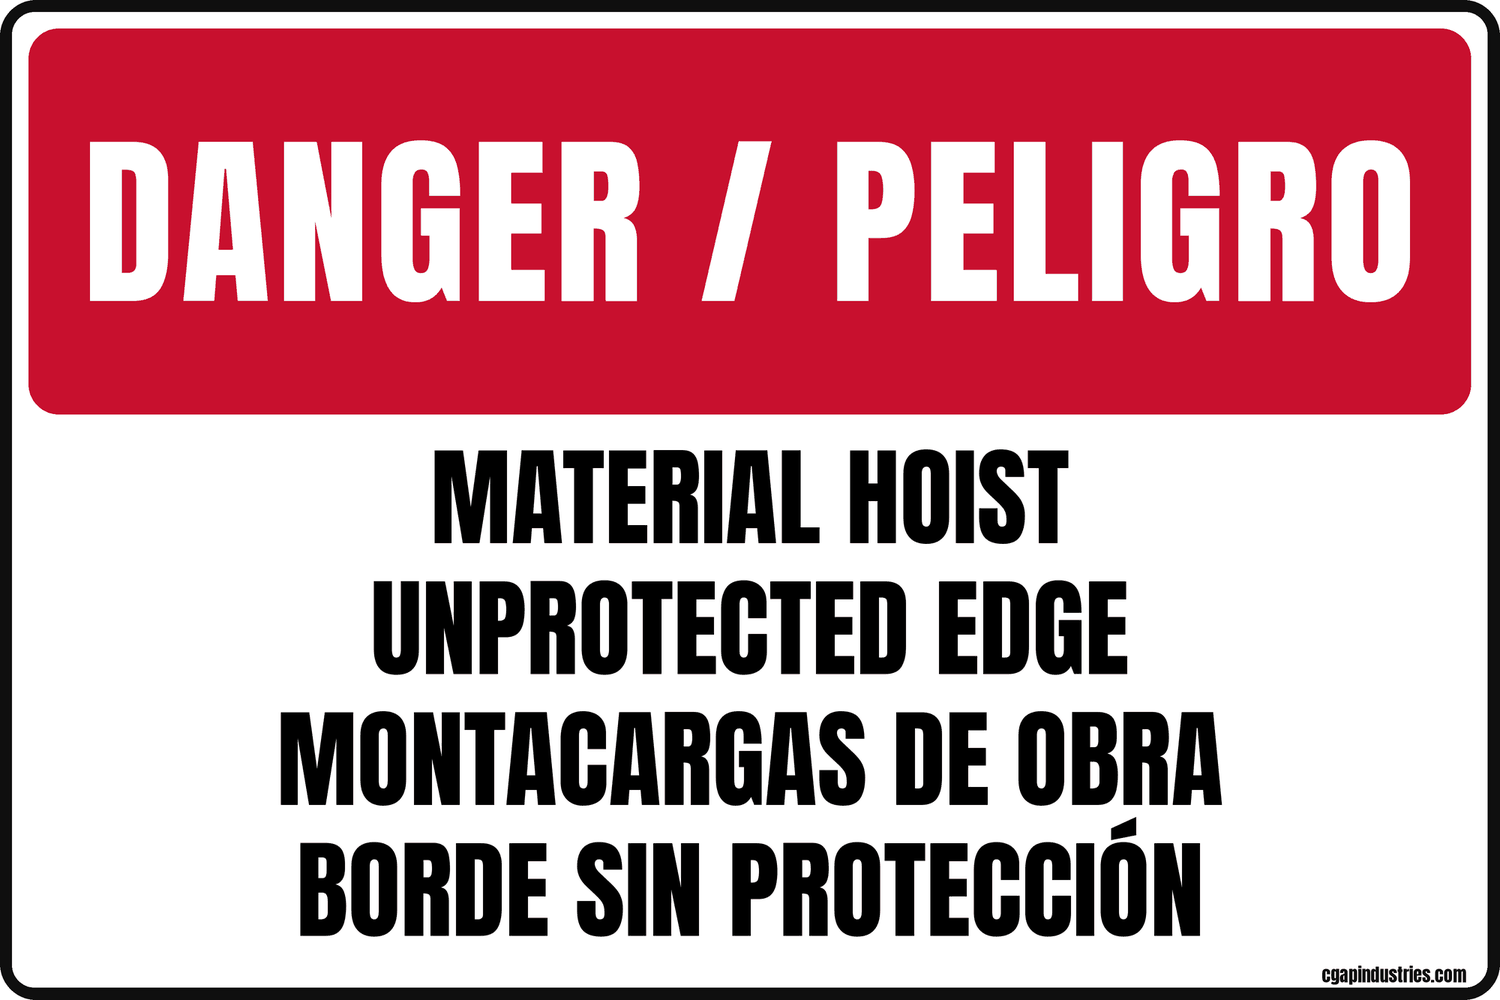 DANGER / PELIGRO
MATERIAL HOIST
UNPROTECTED EDGE
MONTACARGAS DE OBRA
BORDE SIN PROTECCIÓN
cgapindustries.com